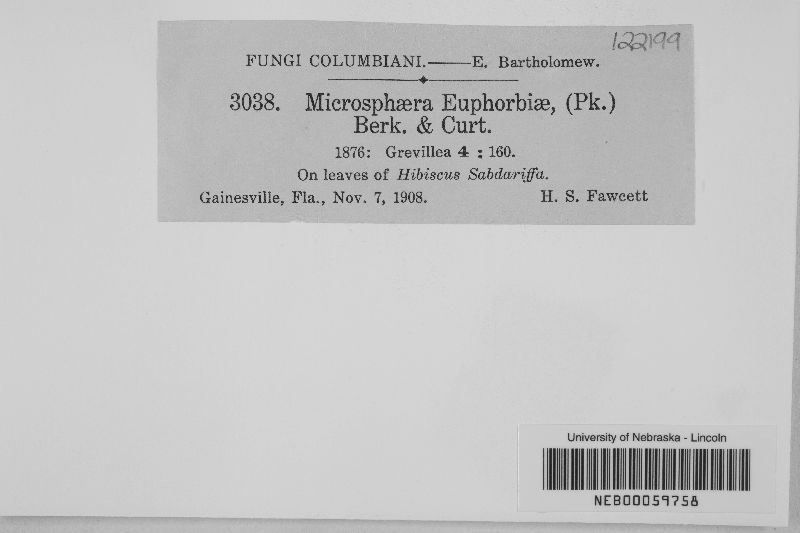 122199
FUNGI COLUMBIANI.——E. Bartholomew.
3038. Microsphæra Euphorbiæ, (Pk.)
Berk. & Curt.
1876: Grevillea 4 : 160.
On leaves of Hibiscus Sabdariffa.
Gainesville, Fla., Nov. 7, 1908. H. S. Fawcett
University of Nebraska - Lincoln
NEB00059758